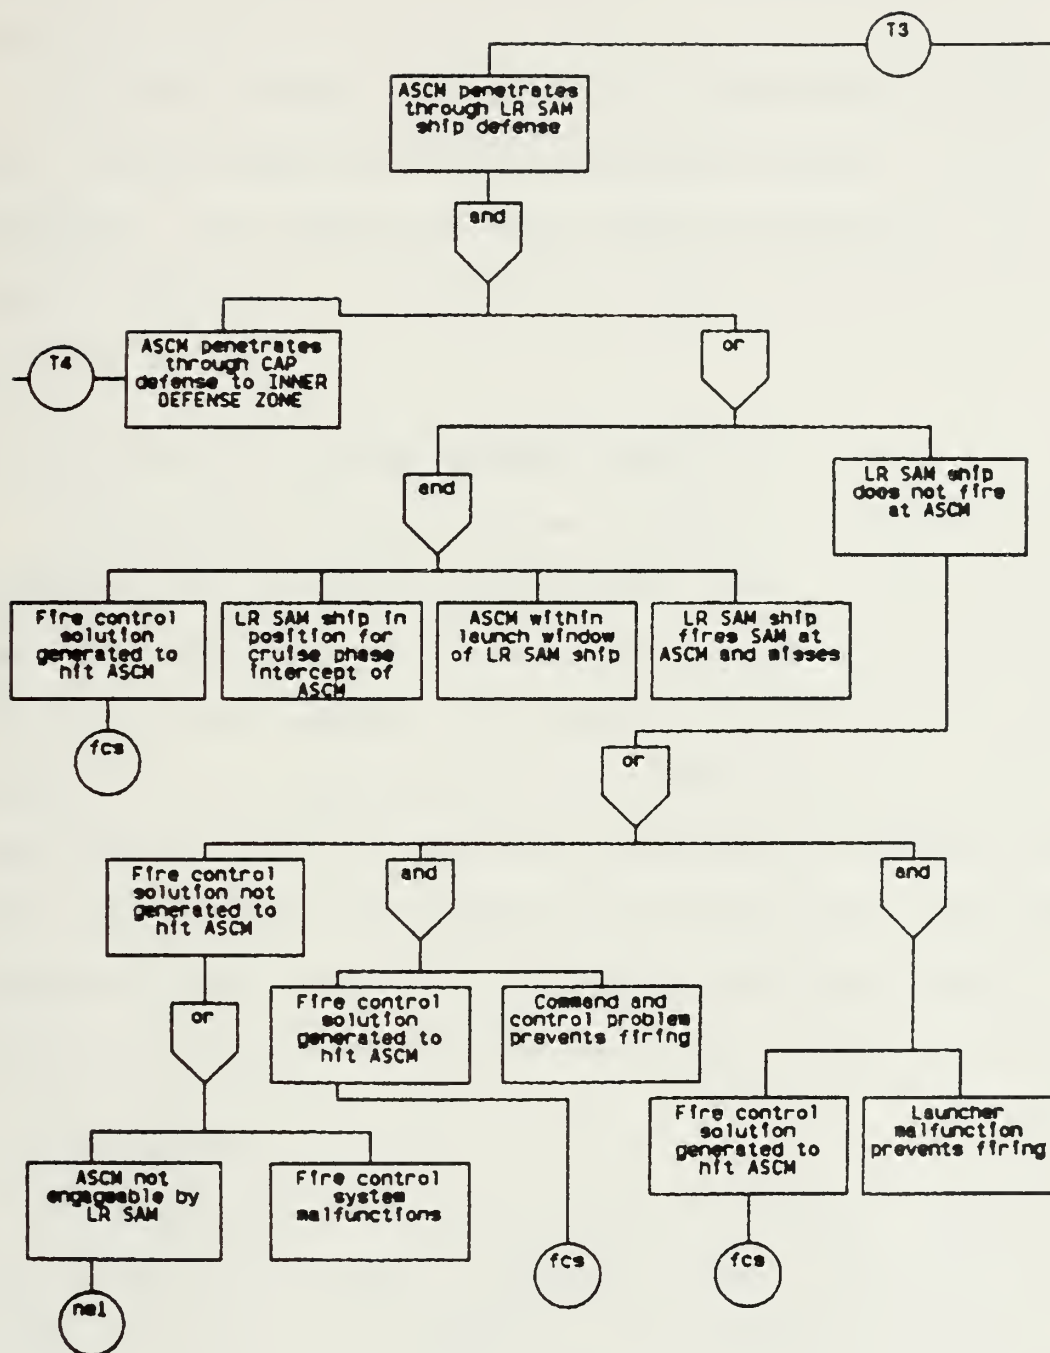 T3
ASCM penetrates
through LR SAM
ship defense
and
T4
ASCM penetrates
through CAP
defense to INNER
DEFENSE ZONE
or
and
LR SAM ship
does not fire
at ASCM
Fire control
solution
generated to
hit ASCM
LR SAM ship in
position for
cruise phase
intercept of
ASCM
ASCM within
launch window
of LR SAM ship
LR SAM ship
fires SAM at
ASCM and misses
fcs
or
Fire control
solution not
generated to
hit ASCM
and
and
or
Fire control
solution
generated to
hit ASCM
Command and
control problem
prevents firing
Fire control
solution
generated to
hit ASCM
Launcher
malfunction
prevents firing
ASCM not
engageable by
LR SAM
Fire control
system
malfunctions
fcs
fcs
nel